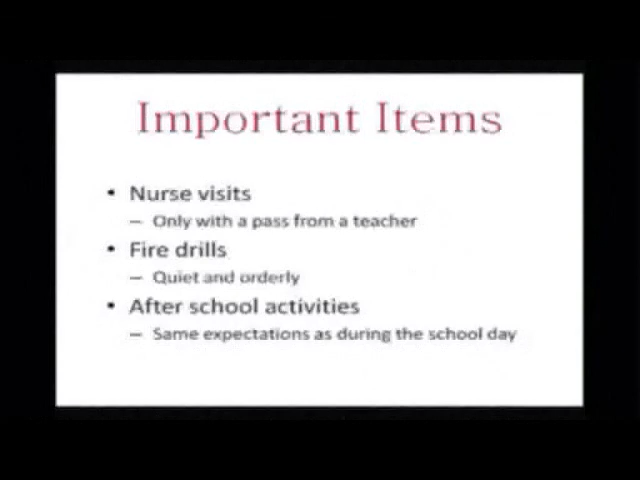 Important Items
• Nurse visits
– Only with a pass from a teacher
• Fire drills
– Quiet and orderly
• After school activities
– Same expectations as during the school day